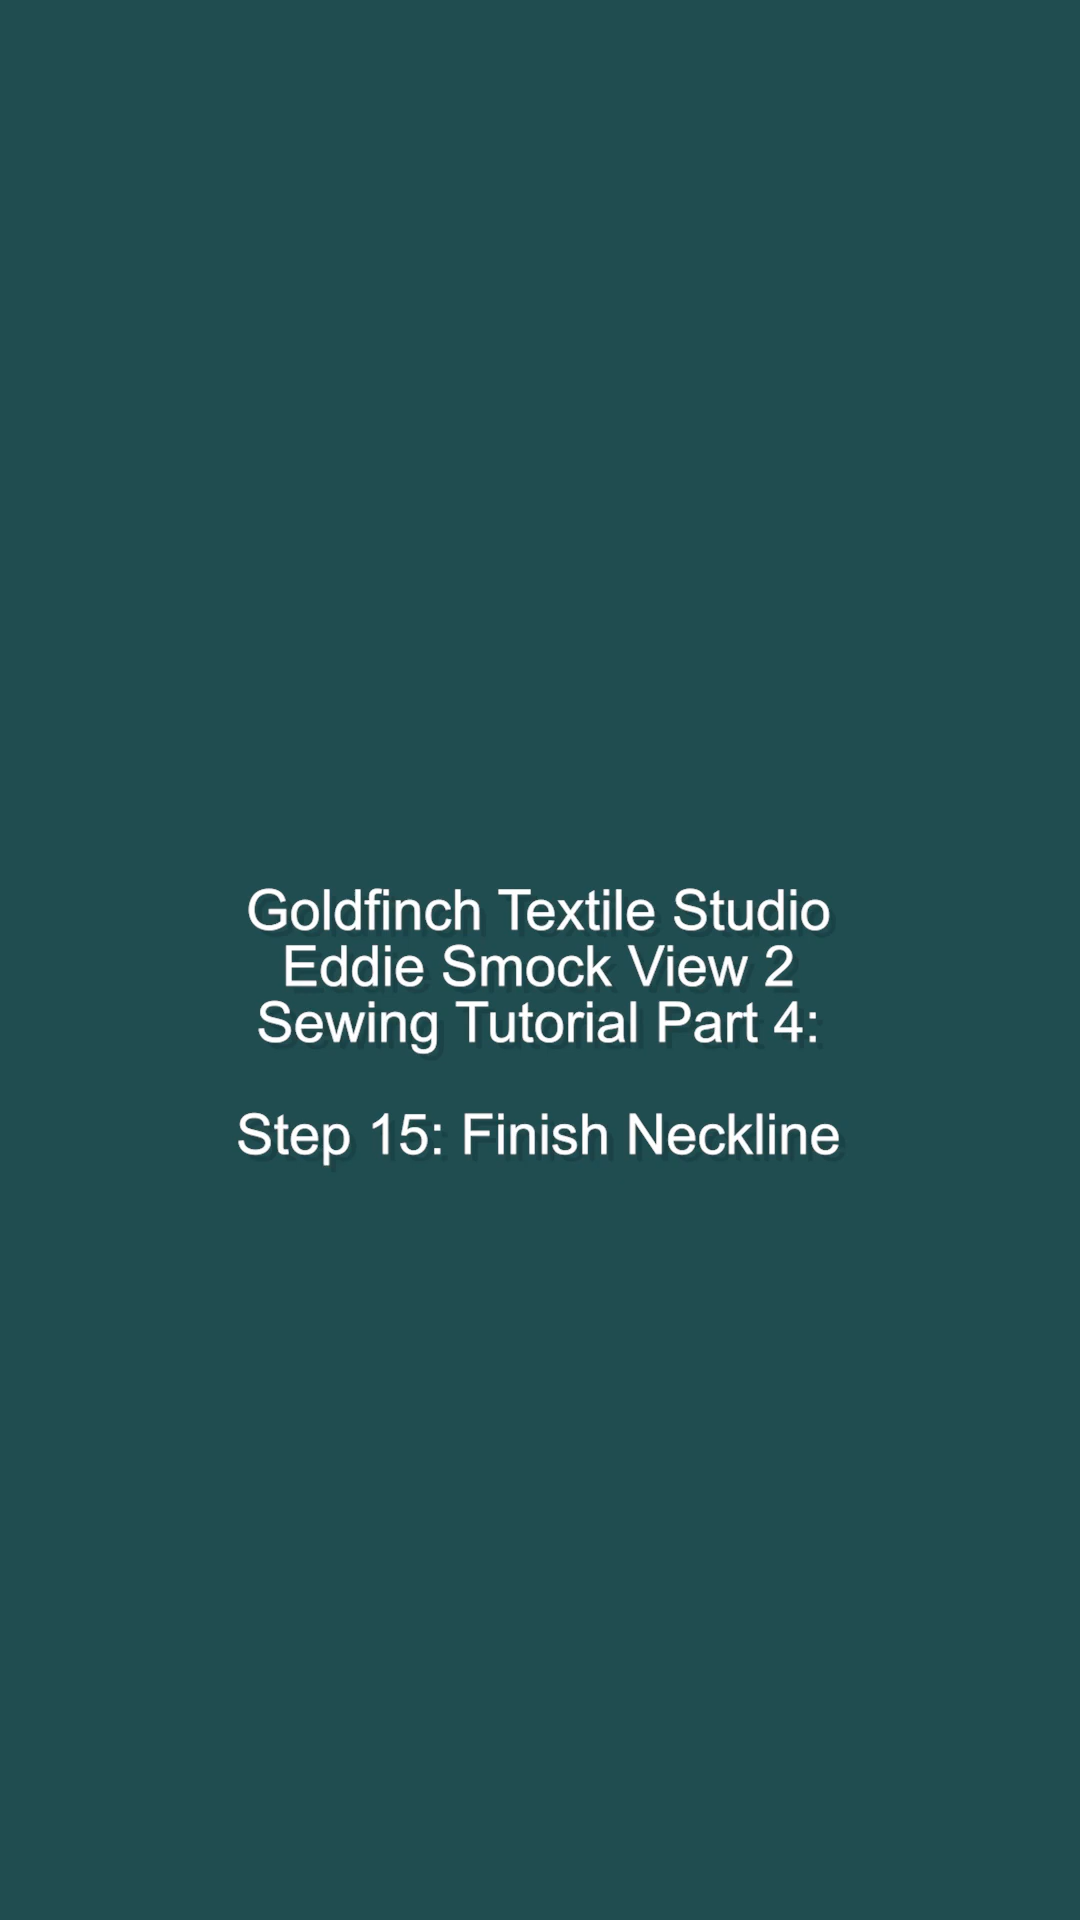 Goldfinch Textile Studio
Eddie Smock View 2
Sewing Tutorial Part 4:
Step 15: Finish Neckline